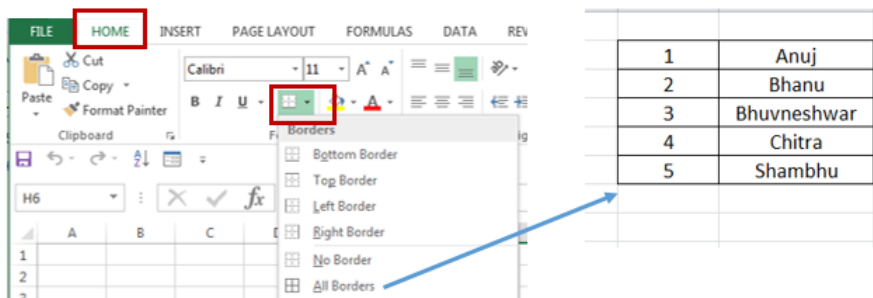 FILE HOME INSERT PAGE LAYOUT FORMULAS DATA REV
Cut
Copy
Format Painter
Paste
Clipboard
Calibri 11 A A
B I U A
Borders
Bottom Border
Top Border
Left Border
Right Border
No Border
All Borders
H6 fx
A B C
1
2
1 Anuj
2 Bhanu
3 Bhuvneshwar
4 Chitra
5 Shambhu